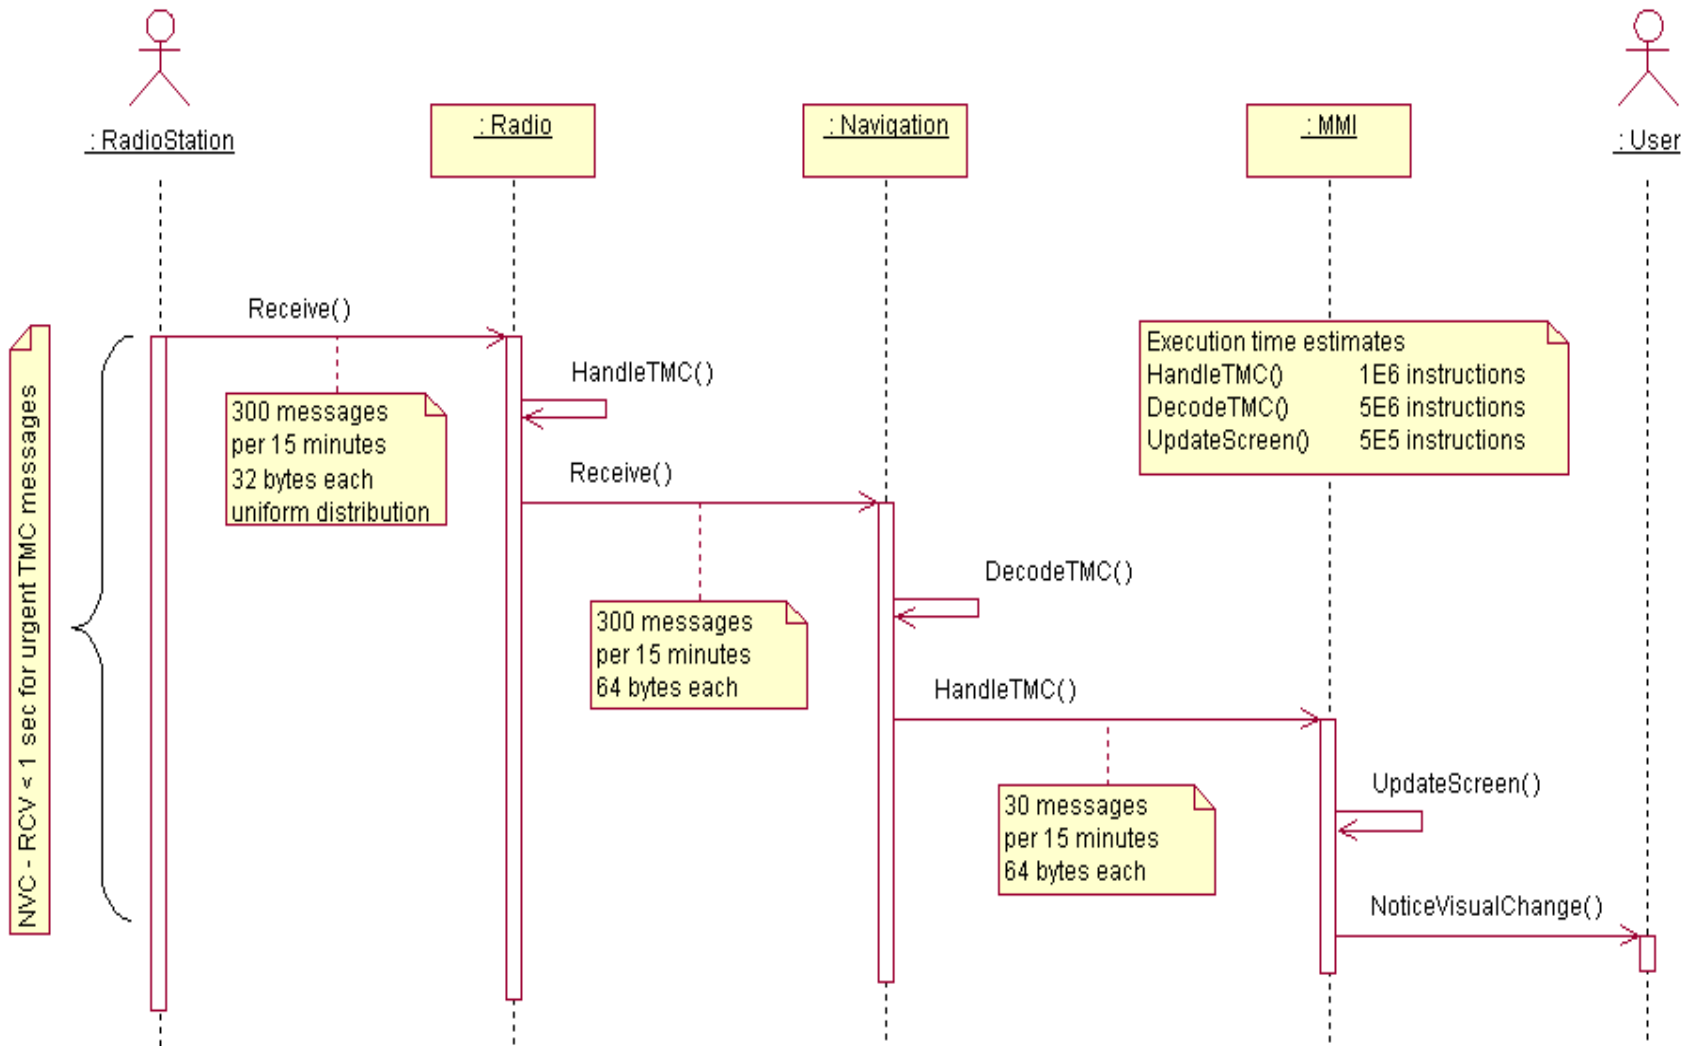 : RadioStation
: Radio
: Navigation
: MMI
: User
NVC - RCV < 1 sec for urgent TMC messages
Receive()
300 messages
per 15 minutes
32 bytes each
uniform distribution
HandleTMC()
Receive()
300 messages
per 15 minutes
64 bytes each
Execution time estimates
HandleTMC() 1E6 instructions
DecodeTMC() 5E6 instructions
UpdateScreen() 5E5 instructions
DecodeTMC()
HandleTMC()
30 messages
per 15 minutes
64 bytes each
UpdateScreen()
NoticeVisualChange()